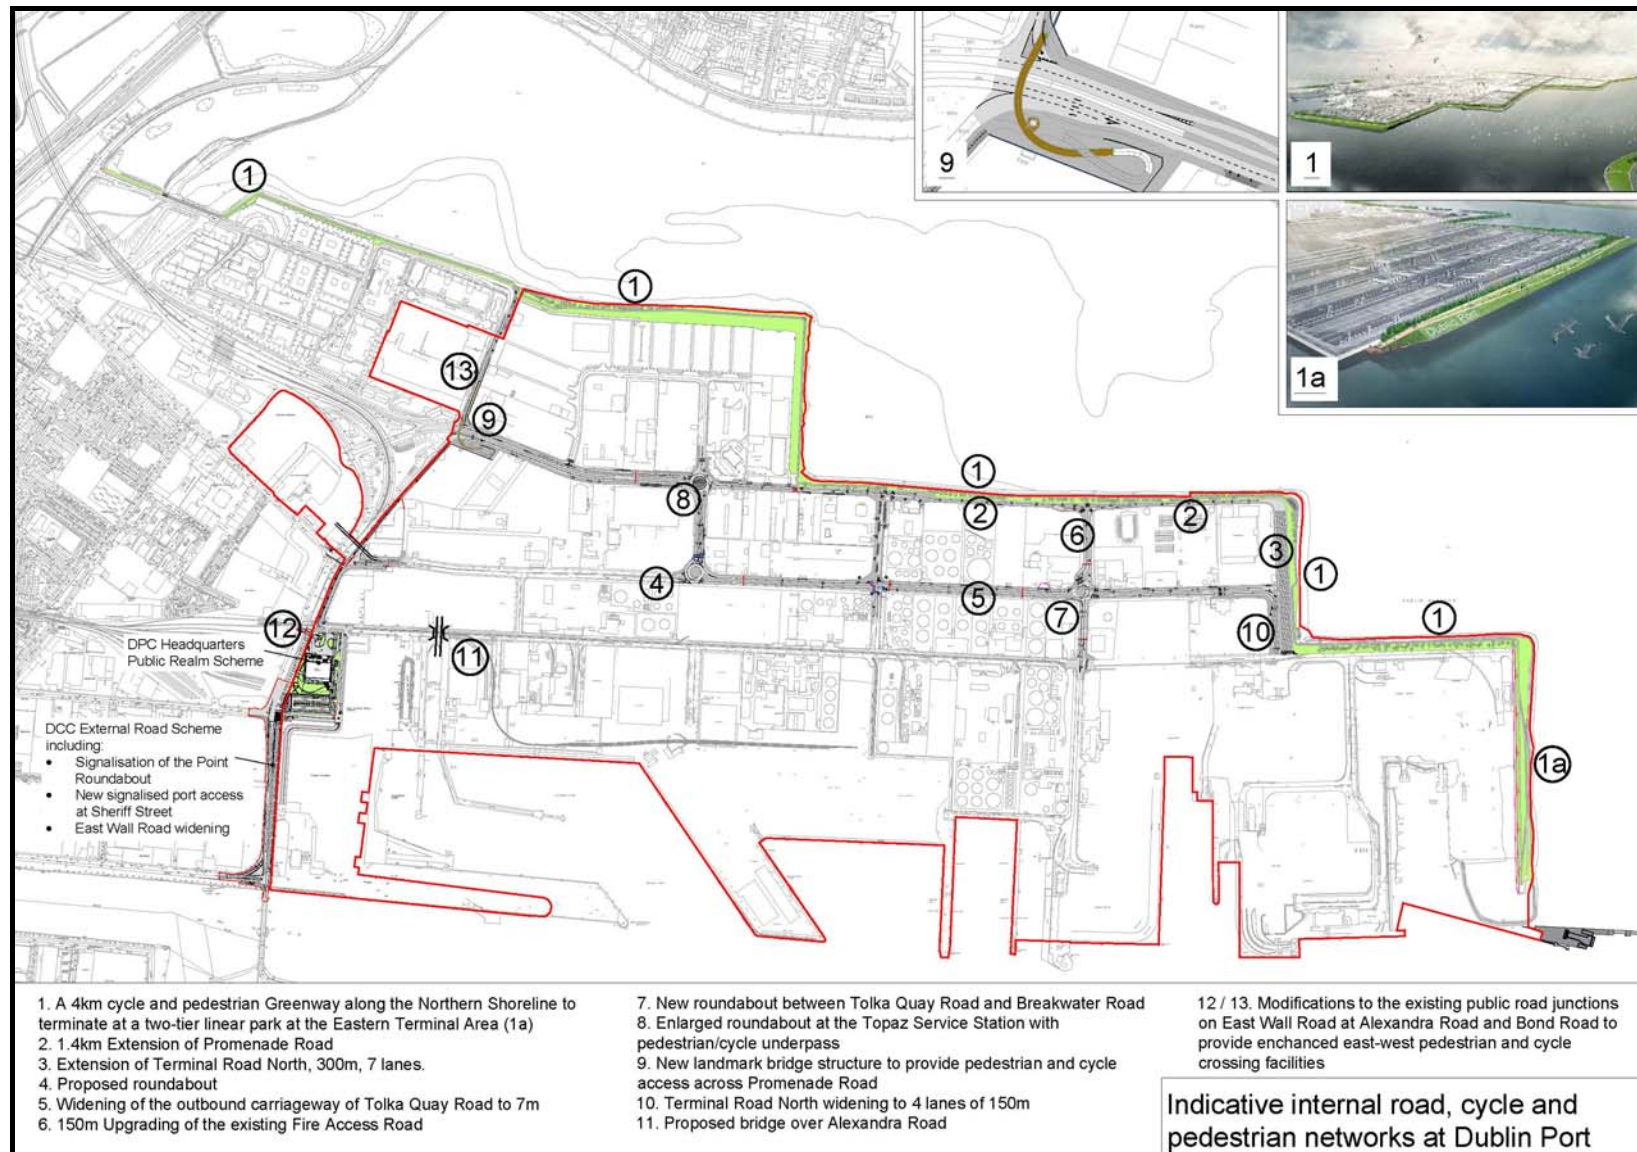 9
1
1a
Dublin Port
1
1
13
9
1
8
2
6
2
3
1
4
5
7
10
1
12
11
1a
DPC Headquarters
Public Realm Scheme
DCC External Road Scheme
including:
• Signalisation of the Point
Roundabout
• New signalised port access
at Sheriff Street
• East Wall Road widening
1. A 4km cycle and pedestrian Greenway along the Northern Shoreline to
terminate at a two-tier linear park at the Eastern Terminal Area (1a)
2. 1.4km Extension of Promenade Road
3. Extension of Terminal Road North, 300m, 7 lanes.
4. Proposed roundabout
5. Widening of the outbound carriageway of Tolka Quay Road to 7m
6. 150m Upgrading of the existing Fire Access Road
7. New roundabout between Tolka Quay Road and Breakwater Road
8. Enlarged roundabout at the Topaz Service Station with
pedestrian/cycle underpass
9. New landmark bridge structure to provide pedestrian and cycle
access across Promenade Road
10. Terminal Road North widening to 4 lanes of 150m
11. Proposed bridge over Alexandra Road
12 / 13. Modifications to the existing public road junctions
on East Wall Road at Alexandra Road and Bond Road to
provide enchanced east-west pedestrian and cycle
crossing facilities
Indicative internal road, cycle and
pedestrian networks at Dublin Port